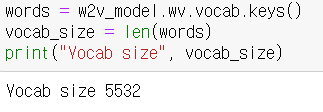 words = w2v_model.wv.vocab.keys()
vocab_size = len(words)
print("Vocab size", vocab_size)
Vocab size 5532